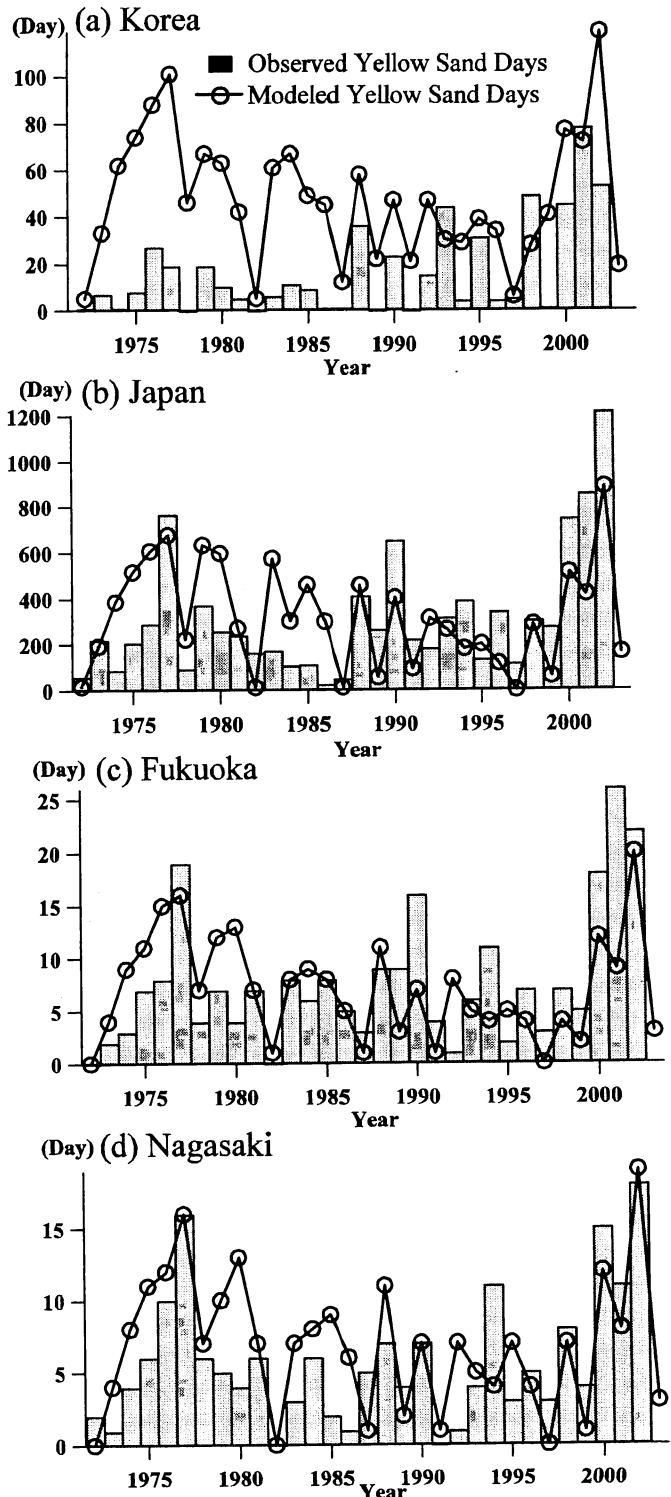 (Day) (a) Korea
Observed Yellow Sand Days
Modeled Yellow Sand Days
100
80
60
40
20
0
1975 1980 1985 1990 1995 2000
Year
(Day) (b) Japan
1200
1000
800
600
400
200
0
1975 1980 1985 1990 1995 2000
Year
(Day) (c) Fukuoka
25
20
15
10
5
0
1975 1980 1985 1990 1995 2000
Year
(Day) (d) Nagasaki
15
10
5
0
1975 1980 1985 1990 1995 2000
Year